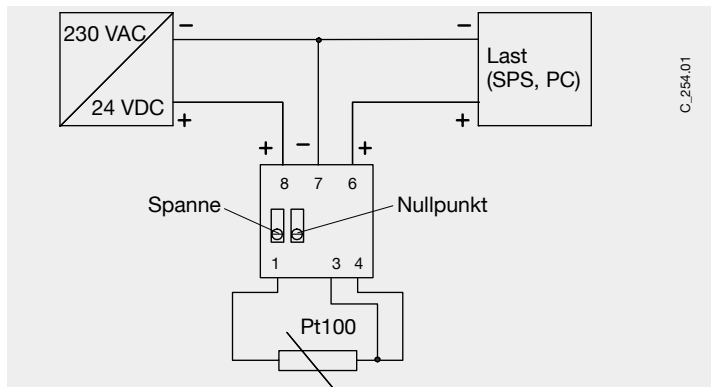 230 VAC
24 VDC
−
+
−
+
Last
(SPS, PC)
C_254.01
+
−
+
8 7 6
Spanne
Nullpunkt
1 3 4
Pt100